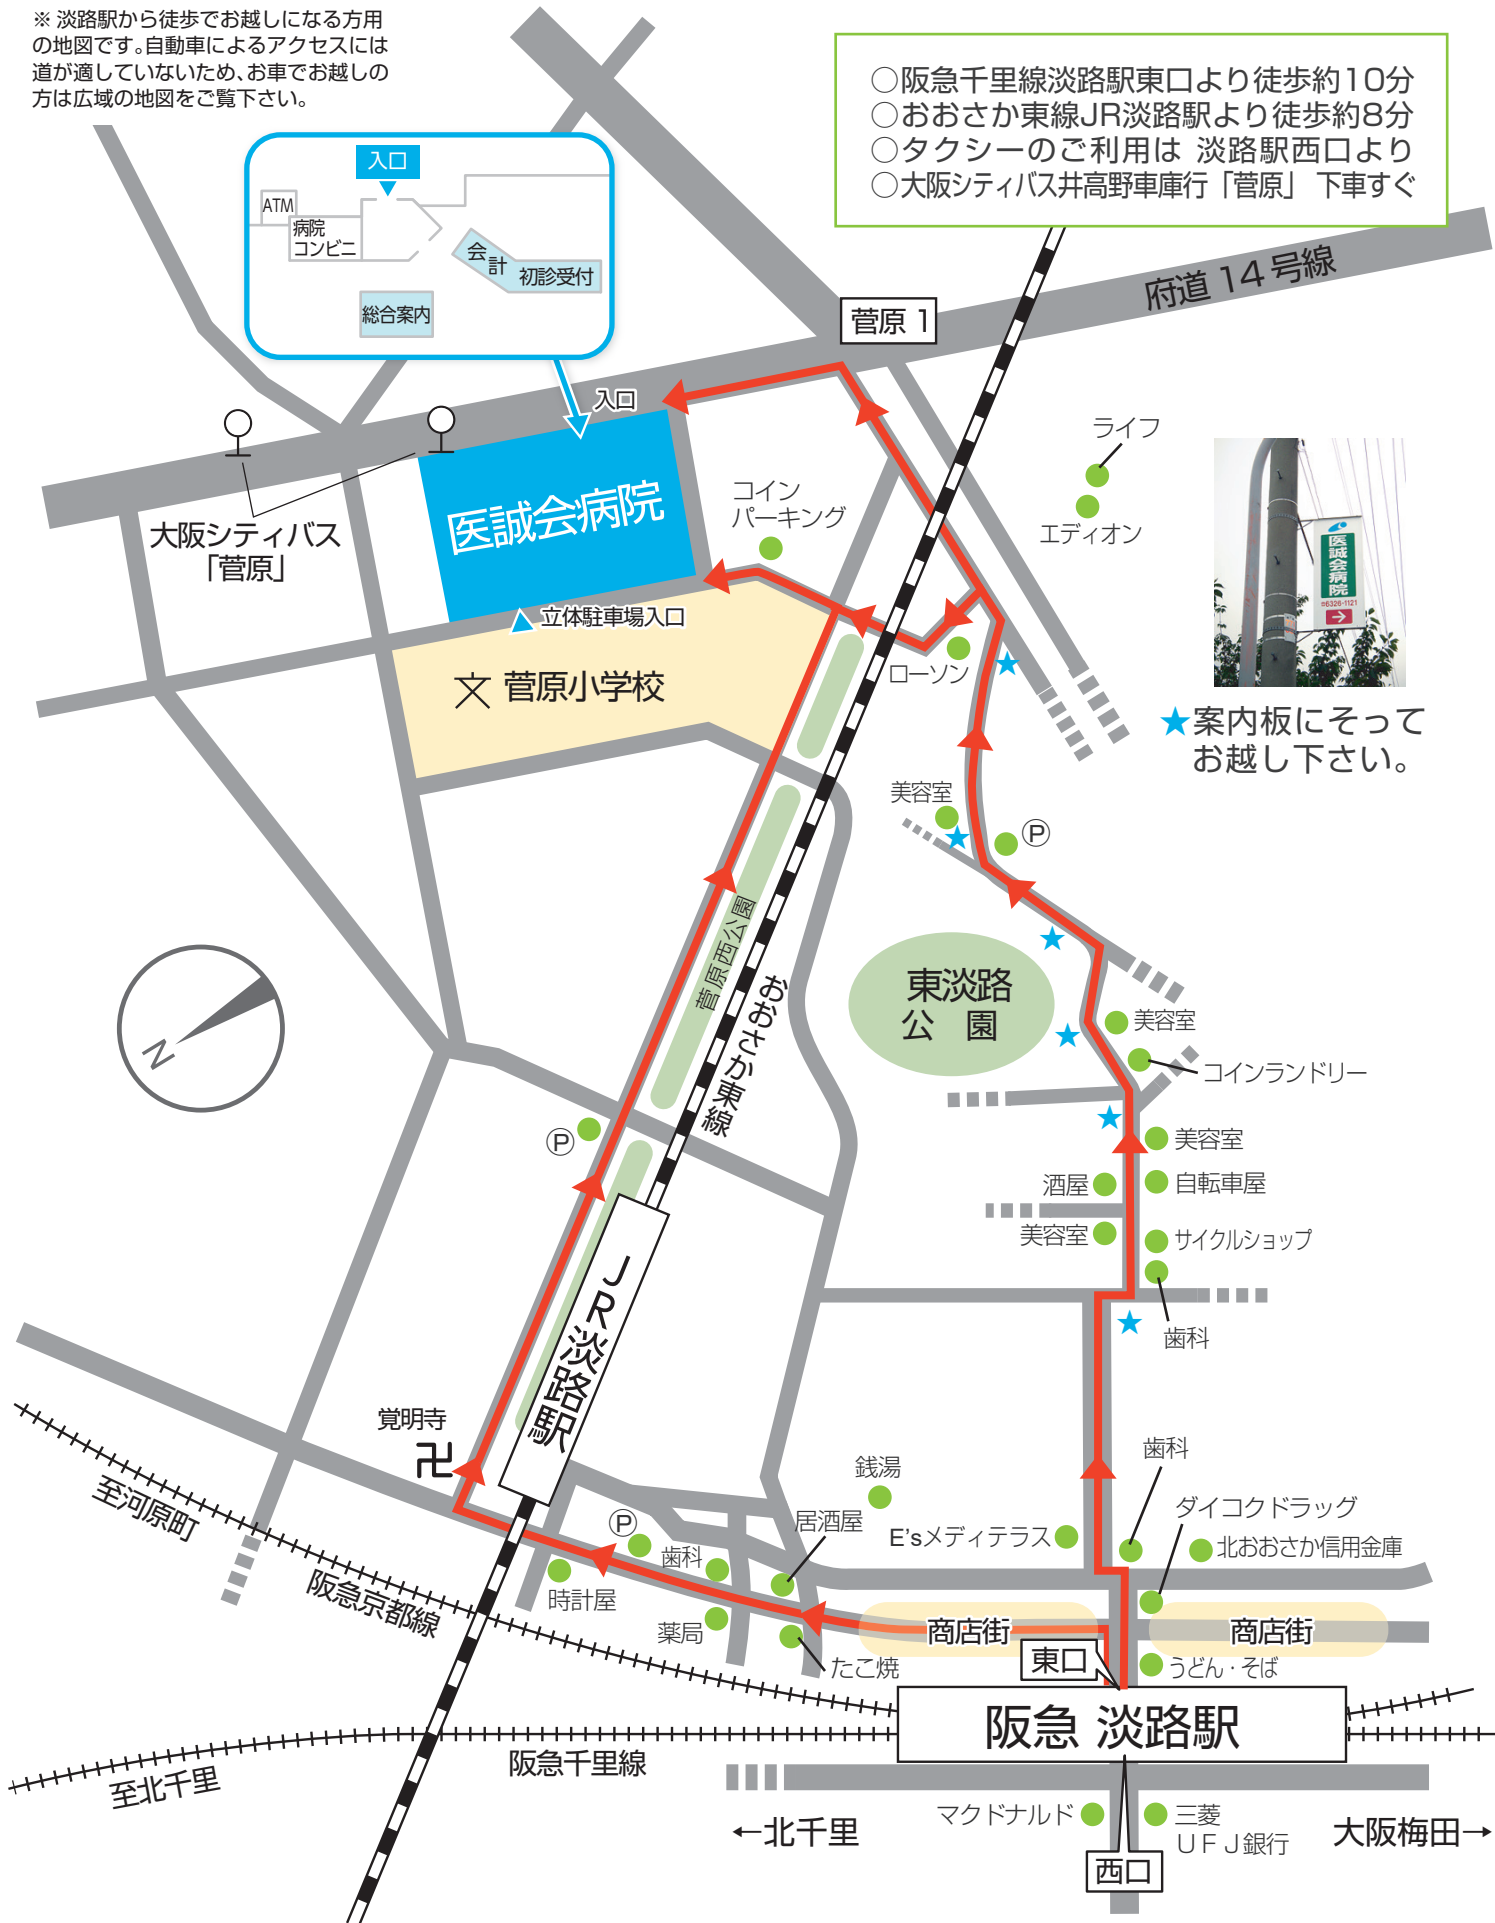 ※ 淡路駅から徒歩でお越しになる方用
の地図です。自動車によるアクセスには
道が適していないため、お車でお越しの
方は広域の地図をご覧下さい。
○阪急千里線淡路駅東口より徒歩約10分
○おおさか東線JR淡路駅より徒歩約8分
○タクシーのご利用は 淡路駅西口より
○大阪シティバス井高野車庫行「菅原」 下車すぐ
入口
ATM
病院
コンビニ
会計
初診受付
総合案内
府道 14 号線
菅原 1
入口
ライフ
エディオン
コイン
パーキング
医誠会病院
大阪シティバス
「菅原」
医誠会病院
☎6326-1121
立体駐車場入口
ローソン
文 菅原小学校
★案内板にそって
お越し下さい。
美容室
Ⓟ
菅原西公園
おおさか東線
東淡路
公 園
美容室
コインランドリー
N
Ⓟ
美容室
酒屋
自転車屋
美容室
サイクルショップ
歯科
JR淡路駅
覚明寺
卍
至河原町
銭湯
歯科
ダイコクドラッグ
居酒屋
E'sメディテラス
北おおさか信用金庫
Ⓟ
歯科
時計屋
阪急京都線
薬局
たこ焼
商店街
商店街
東口
うどん・そば
阪急 淡路駅
阪急千里線
至北千里
←北千里
マクドナルド
三菱
UFJ銀行
大阪梅田→
西口